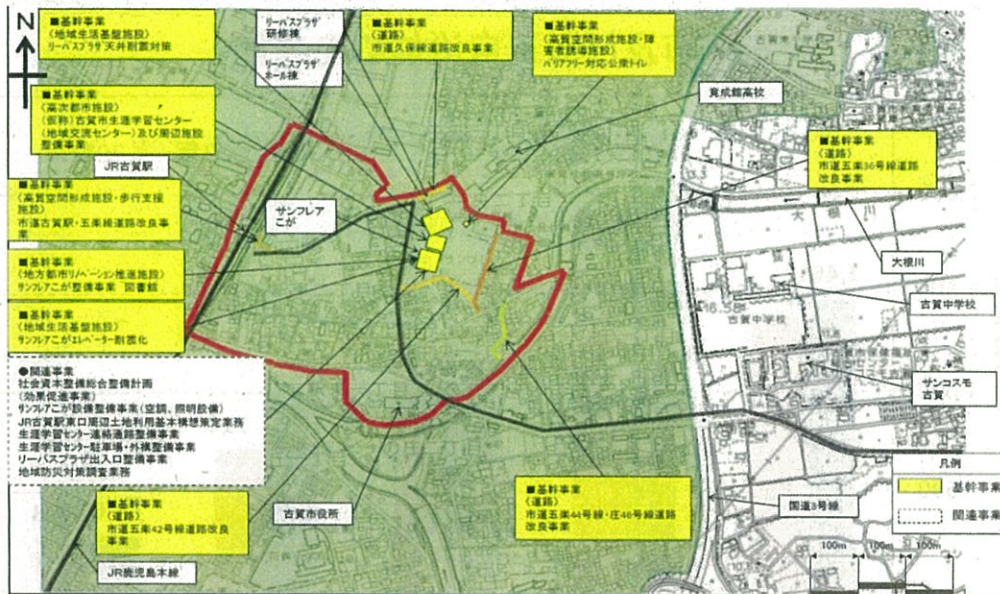 N
■基幹事業
(地域生活基盤施設)
リーパスプラザ天井耐震対策
リーパスプラザ
研修棟
リーパスプラザ
ホール棟
■基幹事業
(道路)
市道久保線道路改良事業
■基幹事業
(高質空間形成施設・障
害者誘導施設)
バリアフリー対応公衆トイレ
■基幹事業
(高次都市施設)
(仮称)古賀市生涯学習センター
(地域交流センター)及び周辺施設
整備事業
育成館高校
JR古賀駅
■基幹事業
(道路)
市道五楽36号線道路
改良事業
■基幹事業
(高質空間形成施設・歩行支援
施設)
市道古賀駅・五楽線道路改良事
業
サンフレア
こが
大根川
大根川
■基幹事業
(地方都市リノベーション推進施設)
サンフレアこが整備事業 図書館
古賀中学校
古賀中学校
16.58
■基幹事業
(地域生活基盤施設)
サンフレアこがエレベーター耐震化
●関連事業
社会資本整備総合整備計画
(効果促進事業)
サンフレアこが設備整備事業(空調、照明設備)
JR古賀駅東口周辺土地利用基本構想策定業務
生涯学習センター連絡通路整備事業
生涯学習センター駐車場・外構整備事業
リーパスプラザ出入口整備事業
地域防災対策調査業務
サンコスモ
古賀
凡例
基幹事業
関連事業
■基幹事業
(道路)
市道五楽42号線道路改良
事業
古賀市役所
■基幹事業
(道路)
市道五楽44号線・庄46号線道路
改良事業
国道3号線
JR鹿児島本線
100m
100m
100m